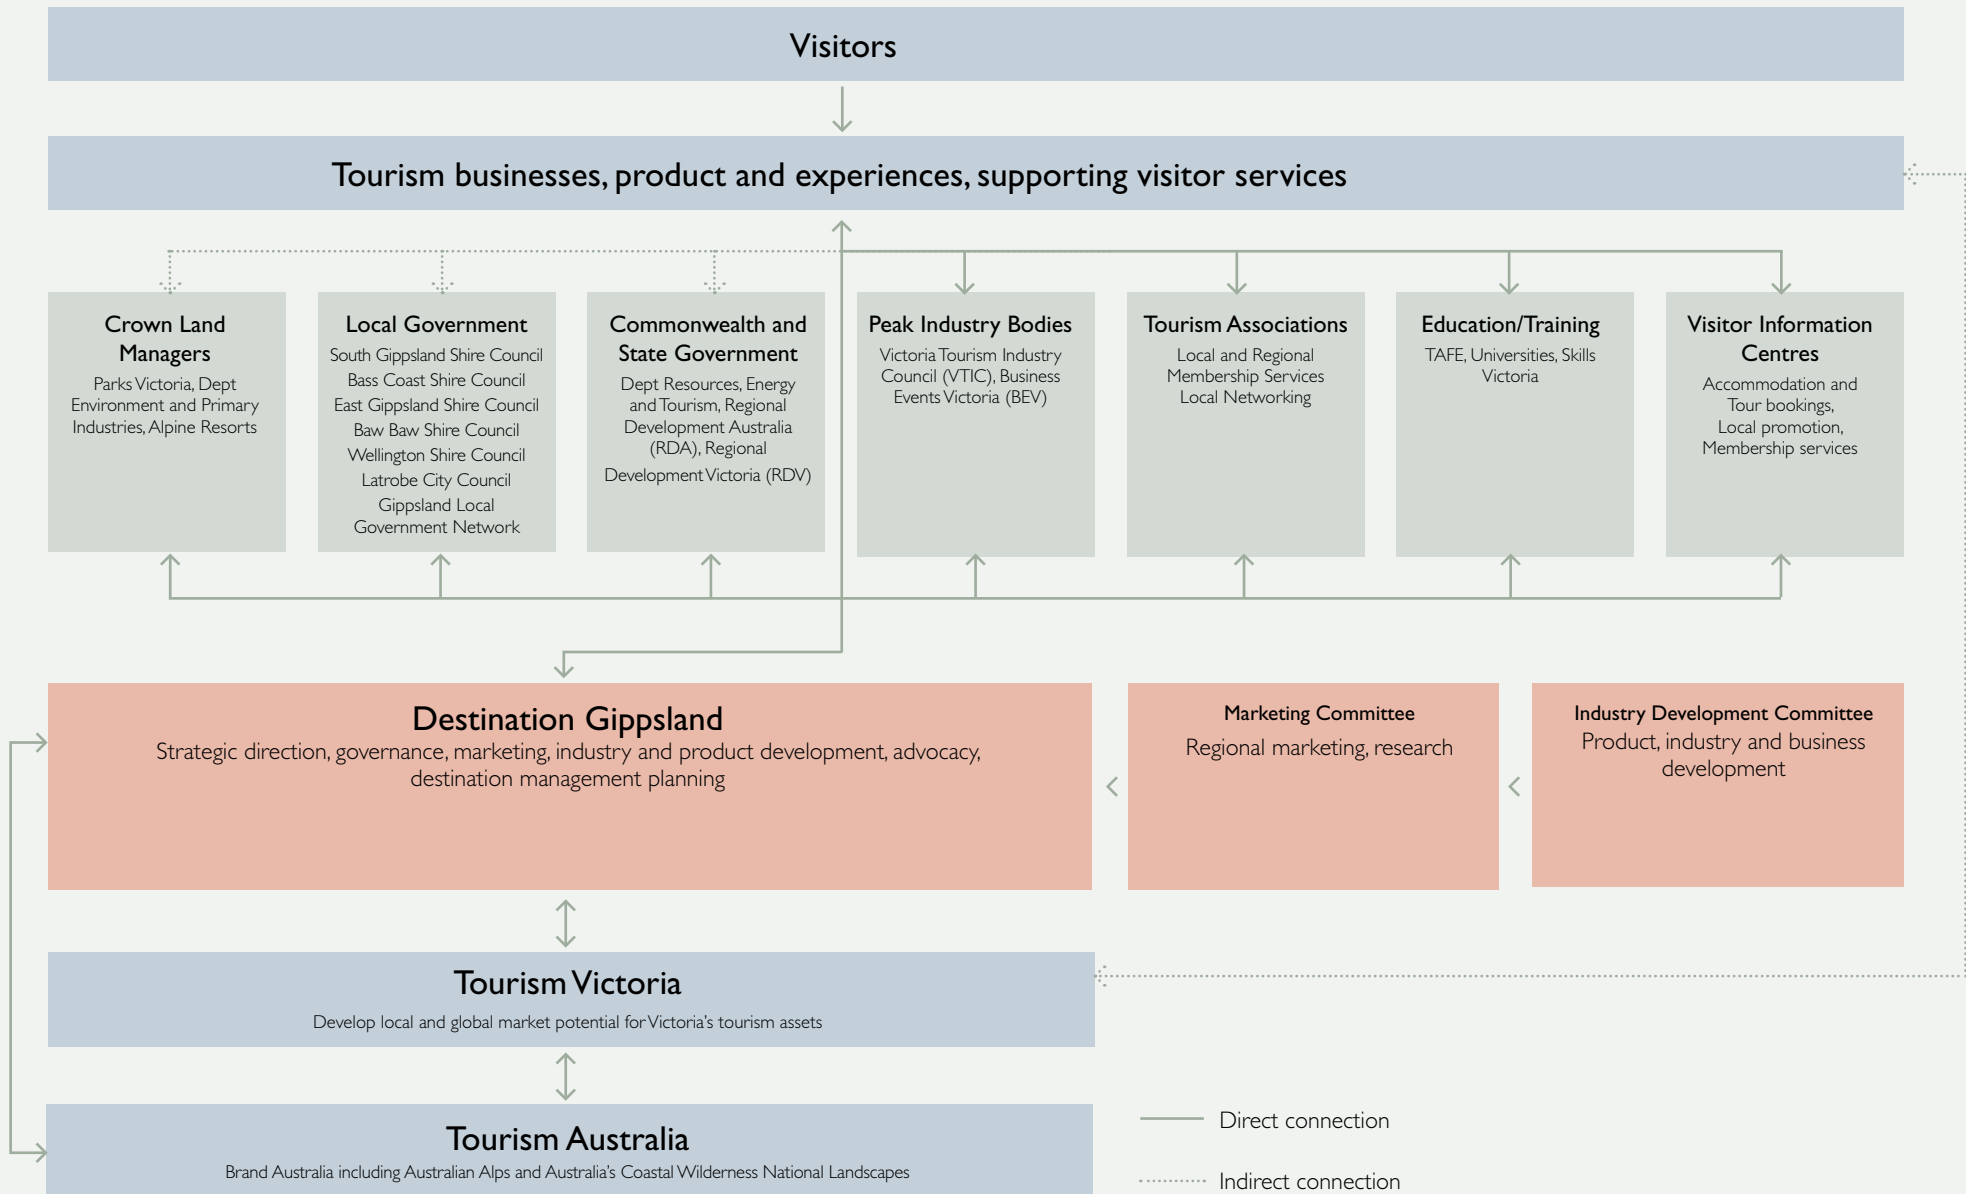 Visitors
Tourism businesses, product and experiences, supporting visitor services
Crown Land
Managers
Parks Victoria, Dept
Environment and Primary
Industries, Alpine Resorts
Local Government
South Gippsland Shire Council
Bass Coast Shire Council
East Gippsland Shire Council
Baw Baw Shire Council
Wellington Shire Council
Latrobe City Council
Gippsland Local
Government Network
Commonwealth and
State Government
Dept Resources, Energy
and Tourism, Regional
Development Australia
(RDA), Regional
Development Victoria (RDV)
Peak Industry Bodies
Victoria Tourism Industry
Council (VTIC), Business
Events Victoria (BEV)
Tourism Associations
Local and Regional
Membership Services
Local Networking
Education/Training
TAFE, Universities, Skills
Victoria
Visitor Information
Centres
Accommodation and
Tour bookings,
Local promotion,
Membership services
Destination Gippsland
Strategic direction, governance, marketing, industry and product development, advocacy,
destination management planning
Marketing Committee
Regional marketing, research
Industry Development Committee
Product, industry and business
development
Tourism Victoria
Develop local and global market potential for Victoria's tourism assets
Tourism Australia
Brand Australia including Australian Alps and Australia's Coastal Wilderness National Landscapes
Direct connection
Indirect connection